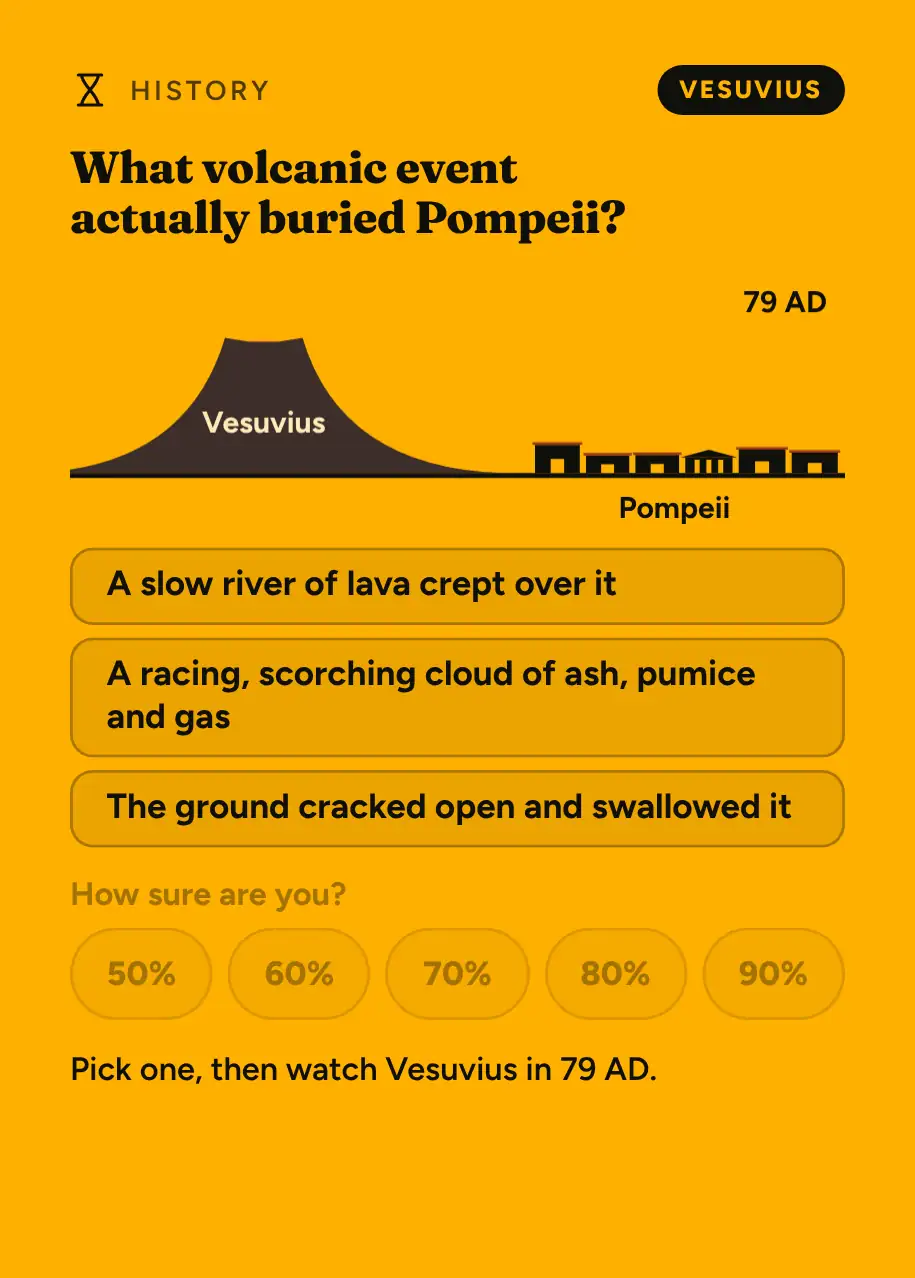 HISTORY
VESUVIUS
What volcanic event
actually buried Pompeii?
79 AD
Vesuvius
Pompeii
A slow river of lava crept over it
A racing, scorching cloud of ash, pumice
and gas
The ground cracked open and swallowed it
How sure are you?
50% 60% 70% 80% 90%
Pick one, then watch Vesuvius in 79 AD.